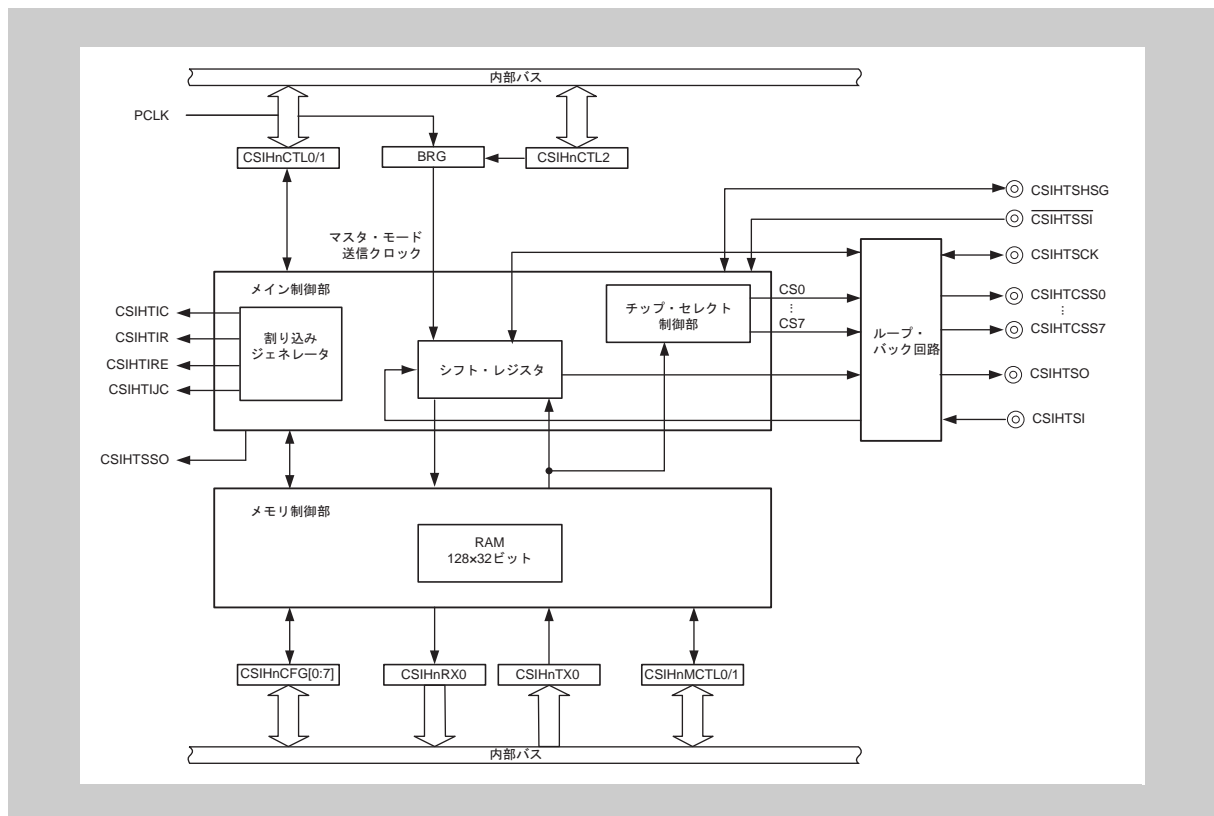 内部バス
PCLK
CSIHnCTL0/1
BRG
CSIHnCTL2
CSIHTSHSG
CSIHTSSI
マスタ・モード
送信クロック
CSIHTSCK
メイン制御部
CS0
⋮
CS7
チップ・セレクト
制御部
CSIHTCSS0
⋮
CSIHTCSS7
CSIHTIC
CSIHTIR
CSIHTIRE
CSIHTIJC
割り込み
ジェネレータ
ループ・
バック回路
シフト・レジスタ
CSIHTSO
CSIHTSI
CSIHTSSO
メモリ制御部
RAM
128×32ビット
CSIHnCFG[0:7]
CSIHnRX0
CSIHnTX0
CSIHnMCTL0/1
内部バス